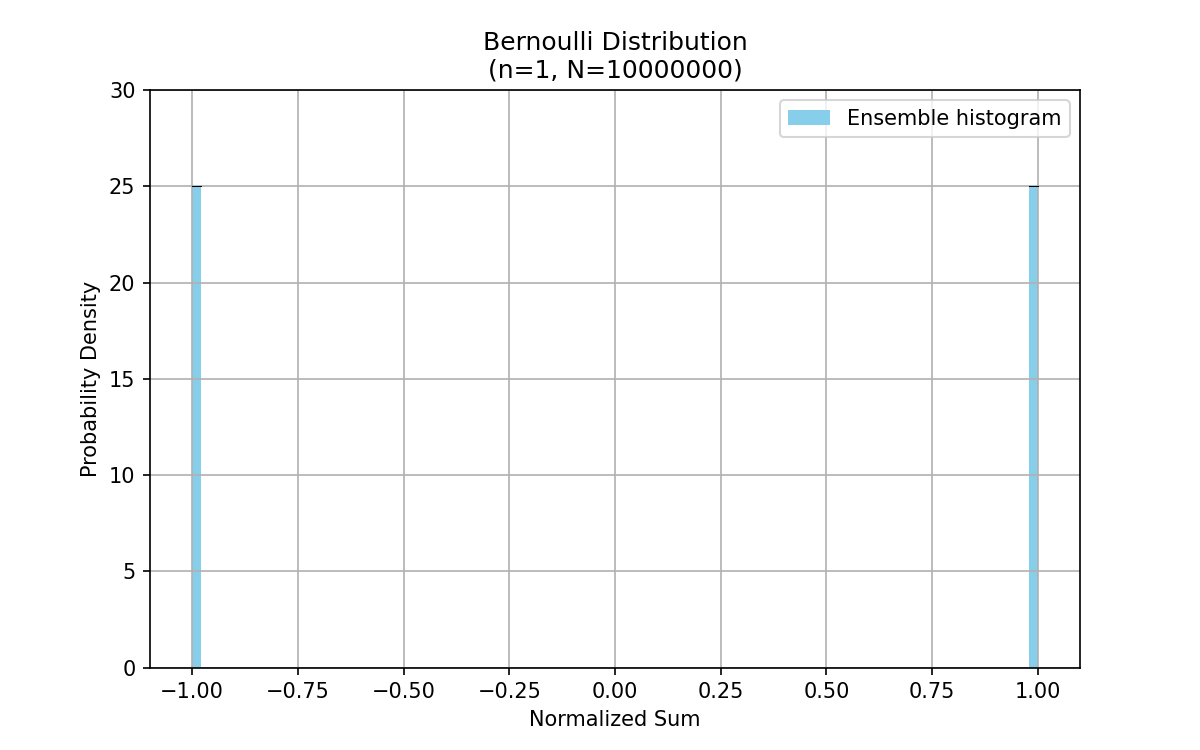 Bernoulli Distribution
(n=1, N=10000000)
Ensemble histogram
Probability Density
30
25
20
15
10
5
0
−1.00 −0.75 −0.50 −0.25 0.00 0.25 0.50 0.75 1.00
Normalized Sum